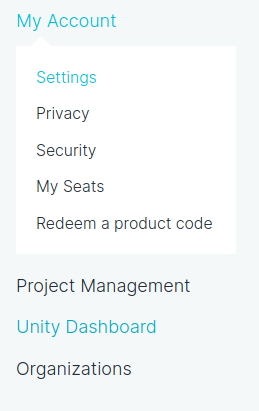 My Account
Settings
Privacy
Security
My Seats
Redeem a product code
Project Management
Unity Dashboard
Organizations